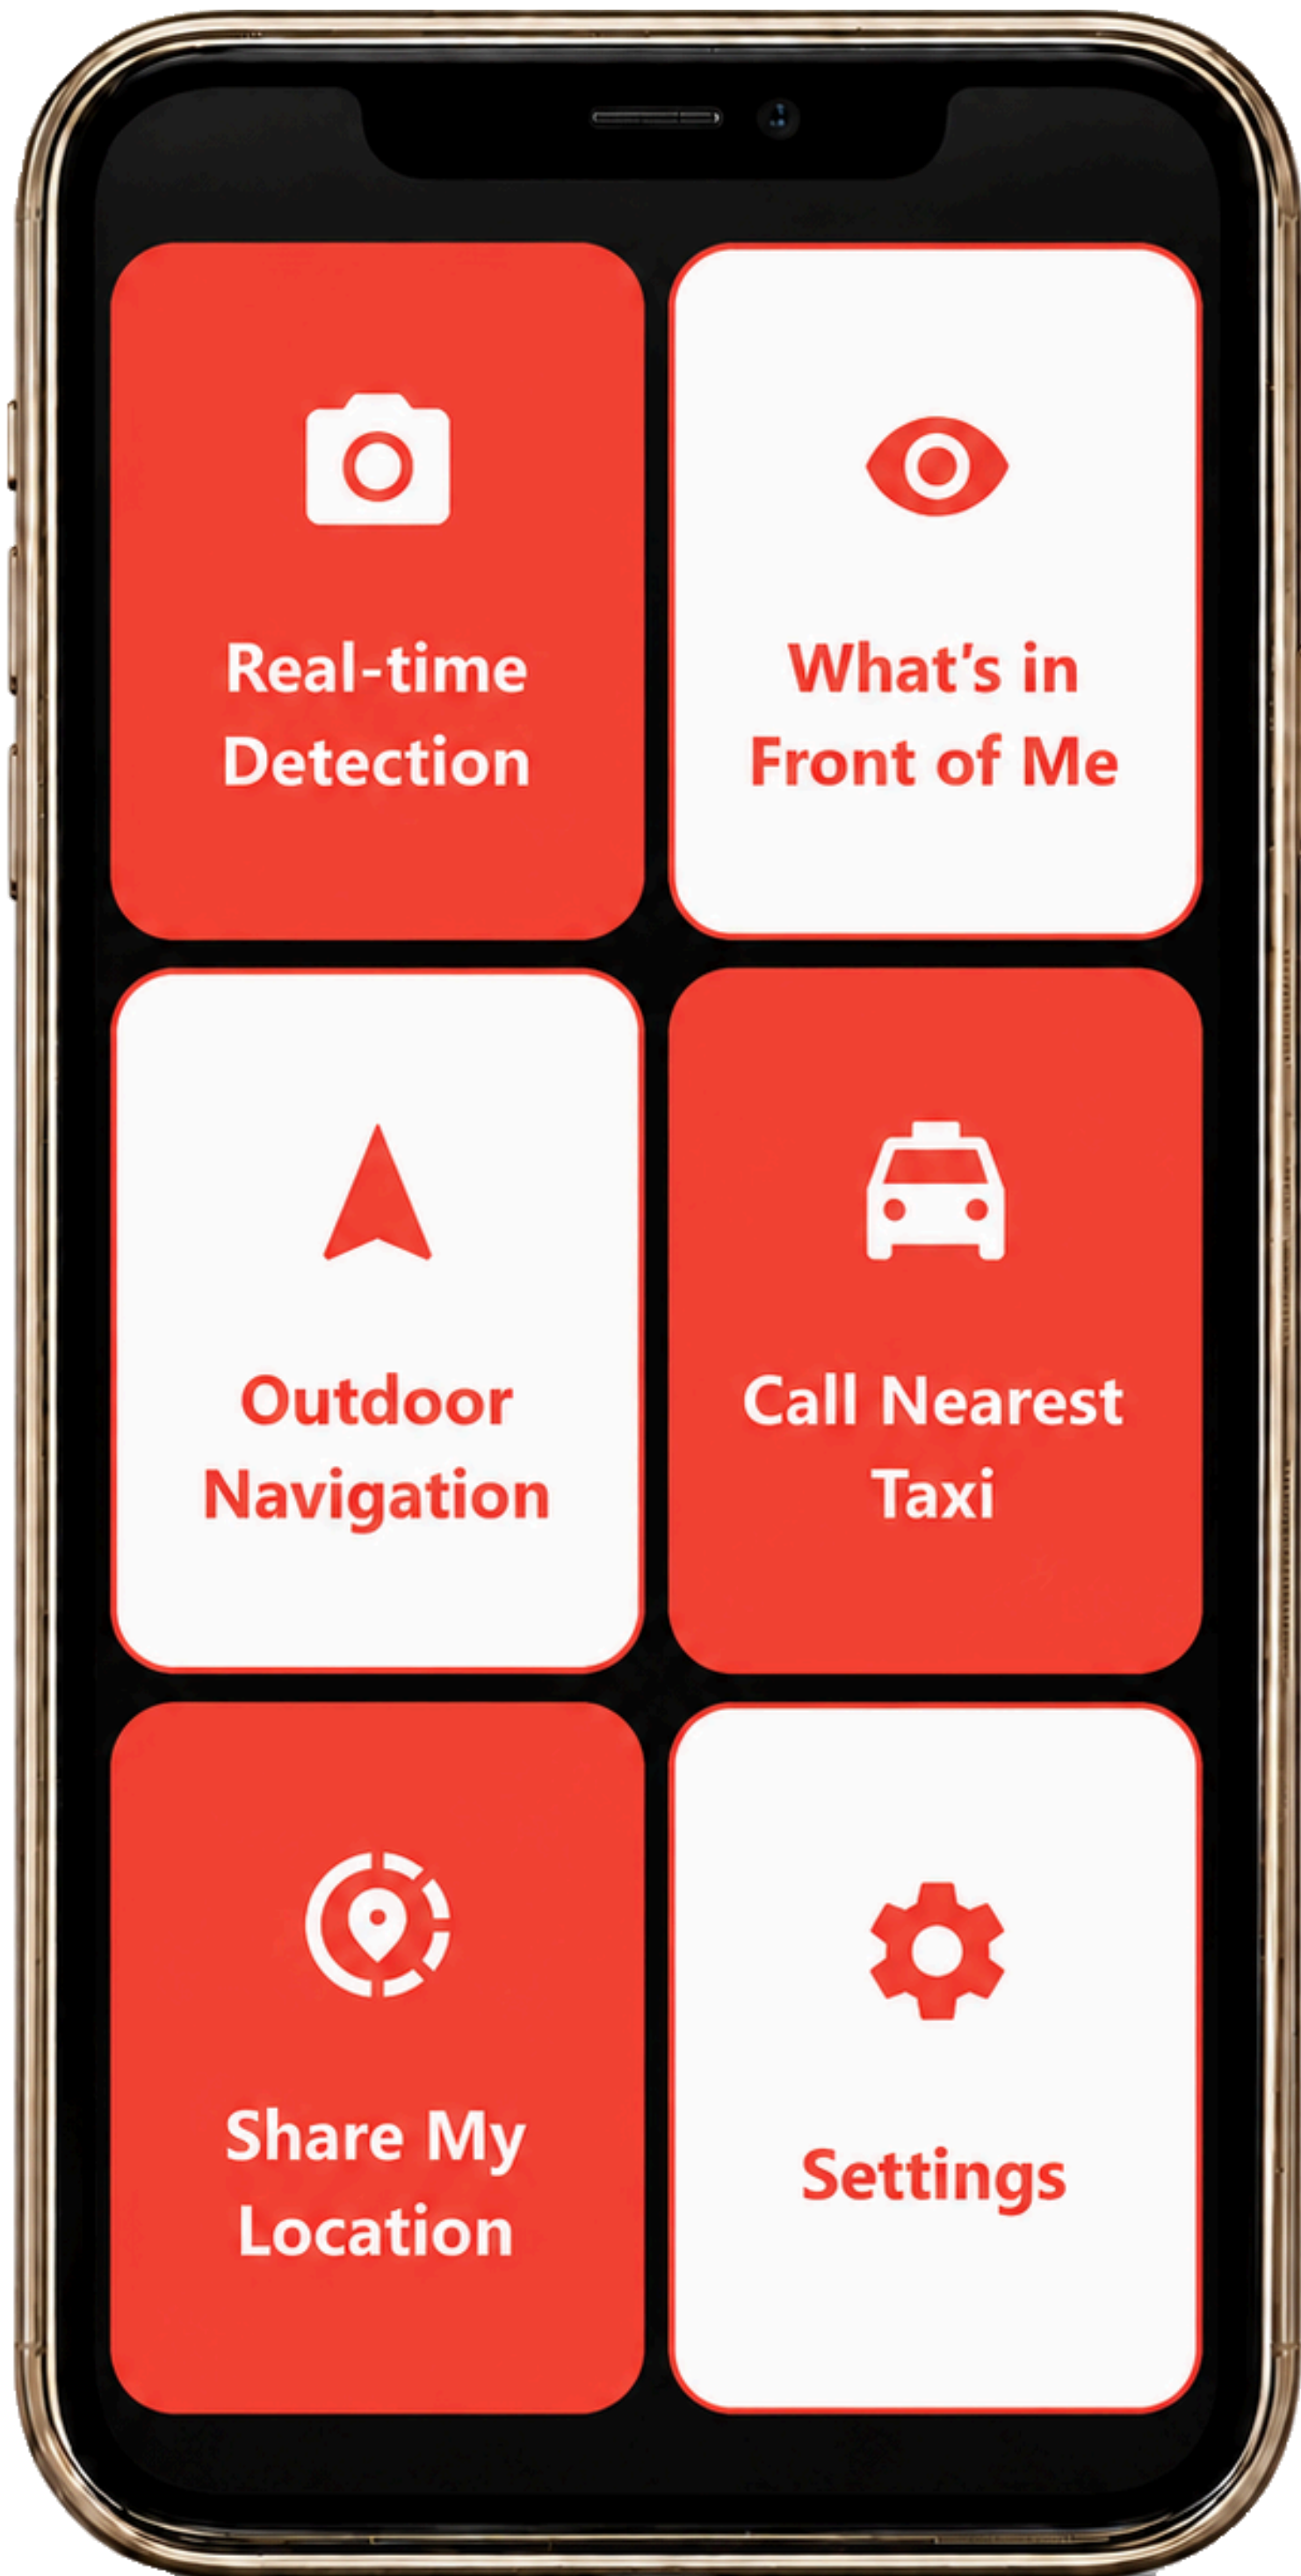 Real-time
Detection
What's in
Front of Me
Outdoor
Navigation
Call Nearest
Taxi
Share My
Location
Settings